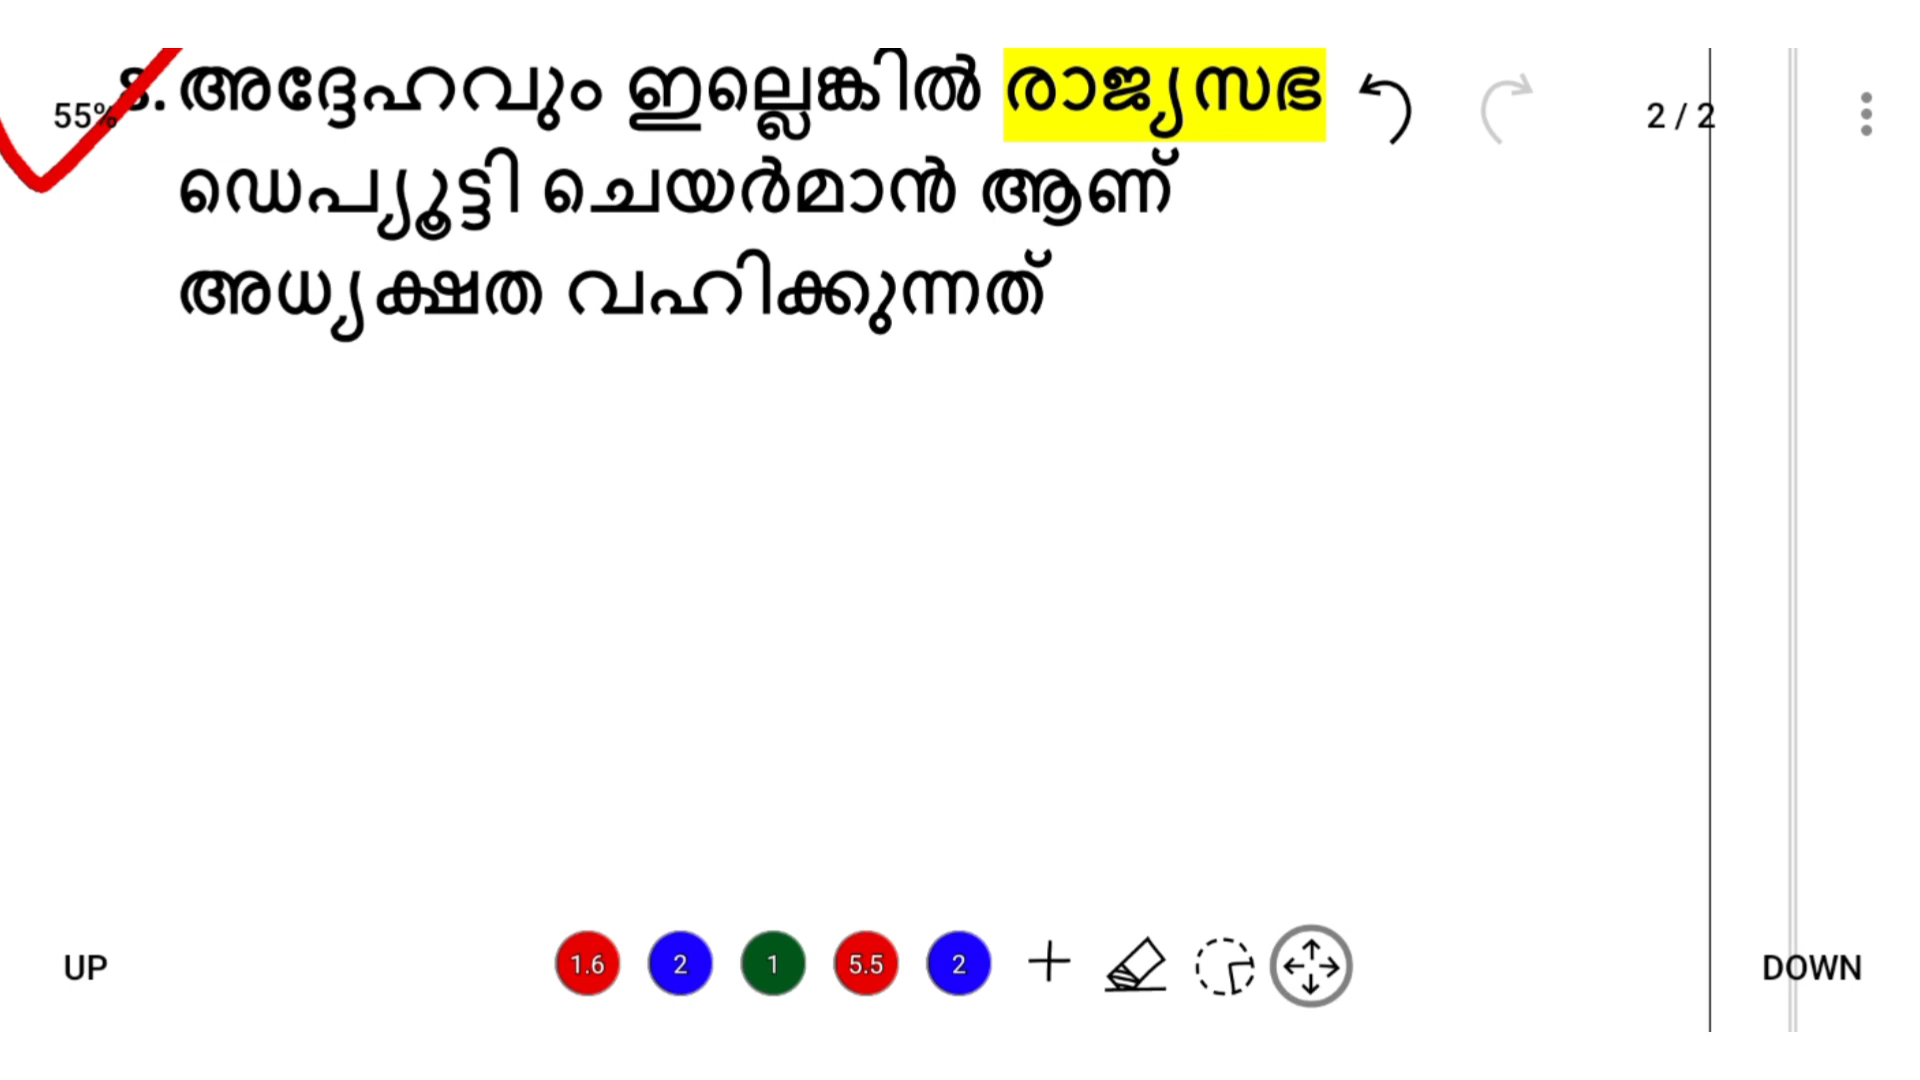 അദ്ദേഹവും ഇല്ലെങ്കിൽ രാജ്യസഭ
55% 2 / 2
ഡെപ്യൂട്ടി ചെയർമാൻ ആണ്
അധ്യക്ഷത വഹിക്കുന്നത്
UP 1.6 2 1 5.5 2 DOWN